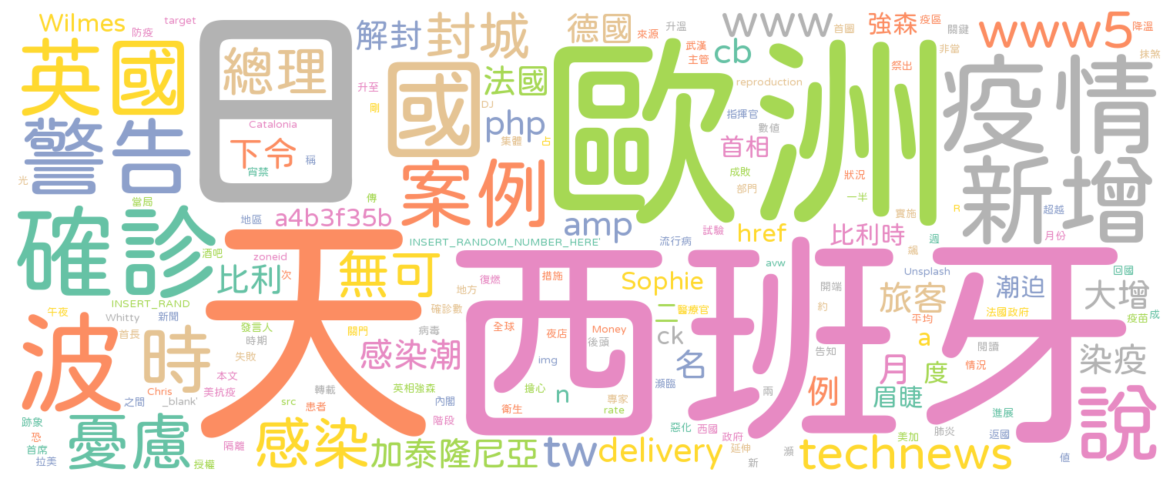 Wilmes
target
防疫
英國
日
總理
解封
封城
德國
來源
升溫
www
首圖
強森
疫區
關鍵
www5
降溫
武漢
主管
cb
非當
祭出
抹煞
升至
剛
國
法國
DJ
集體
占
php
reproduction
指揮官
數值
歐洲
疫情
警告
Catalonia
下令
稱
宵禁
案例
首相
成敗
部門
狀況
一半
新增
光
當局
傳
確診
地區
a4b3f35b
amp
試驗
href
比利時
實施
R
超越
月份
酒吧
天
INSERT_RANDOM_NUMBER_HERE'
流行病
颯
週
zoneid
次
比利
無可
復燃
措施
西班牙
Sophie
avw
開端
約
Unsplash
旅客
潮迫
回國
大增
疫苗
成
INSERT_RAND
地方
確診數
二
醫療官
法國政府
午夜
Whitty
新聞
波
時
首長
發言人
時期
失敗
關門
病毒
感染潮
全球
夜店
Money
後頭
ck
名
告知
a
平均
閱讀
度
情況
染疫
本文
美抗疫
Chris
_blank'
之間
轉載
英相強森
img
瀕臨
擔心
n
專家
rate
兩
例
月
眉睫
說
跡象
恐
首席
拉美
憂慮
隔離
授權
src
患者
內閣
階段
感染
加泰隆尼亞
衛生
惡化
西國
政府
延伸
新
瀕
美加
肺炎
進展
返國
值
tw
delivery
technews